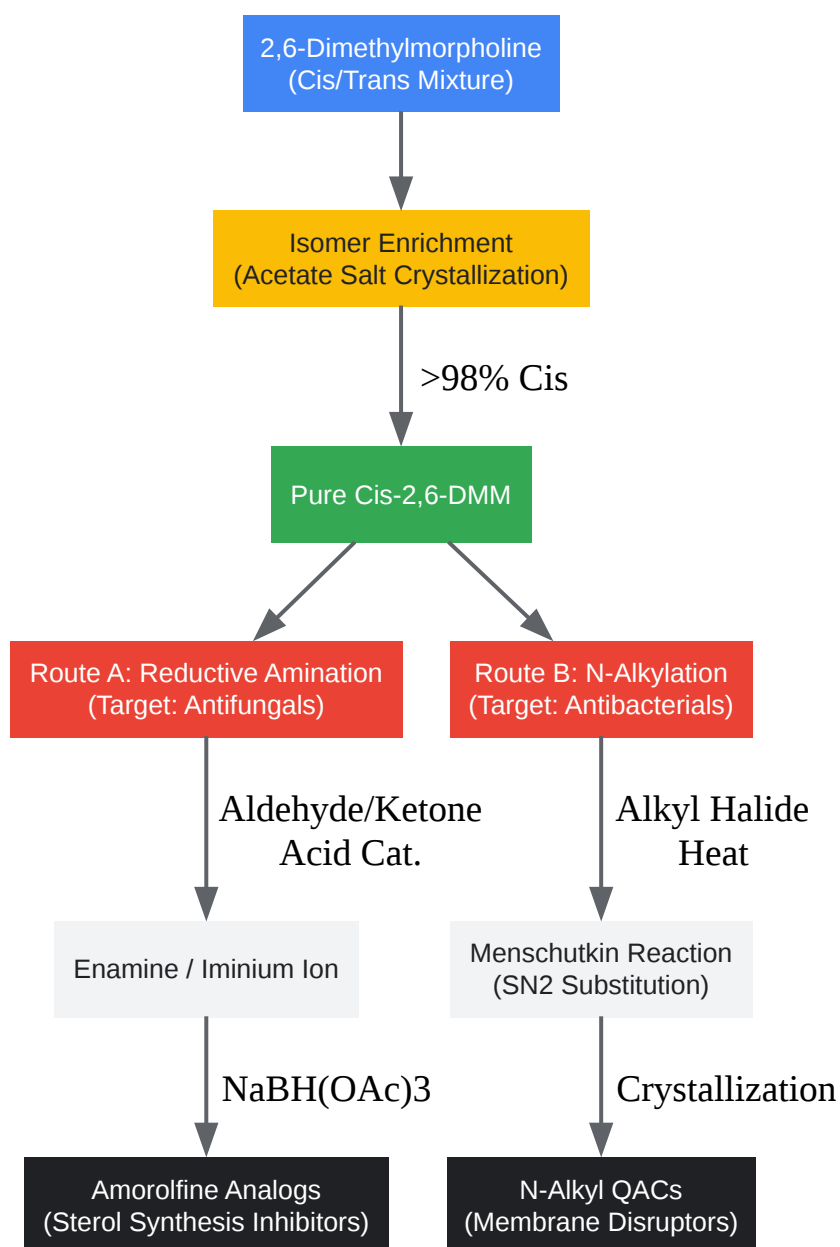 2,6-Dimethylmorpholine
(Cis/Trans Mixture)
Isomer Enrichment
(Acetate Salt Crystallization)
>98% Cis
Pure Cis-2,6-DMM
Route A: Reductive Amination
(Target: Antifungals)
Route B: N-Alkylation
(Target: Antibacterials)
Aldehyde/Ketone
Acid Cat.
Alkyl Halide
Heat
Enamine / Iminium Ion
Menschutkin Reaction
(SN2 Substitution)
NaBH(OAc)3
Crystallization
Amorolfine Analogs
(Sterol Synthesis Inhibitors)
N-Alkyl QACs
(Membrane Disruptors)